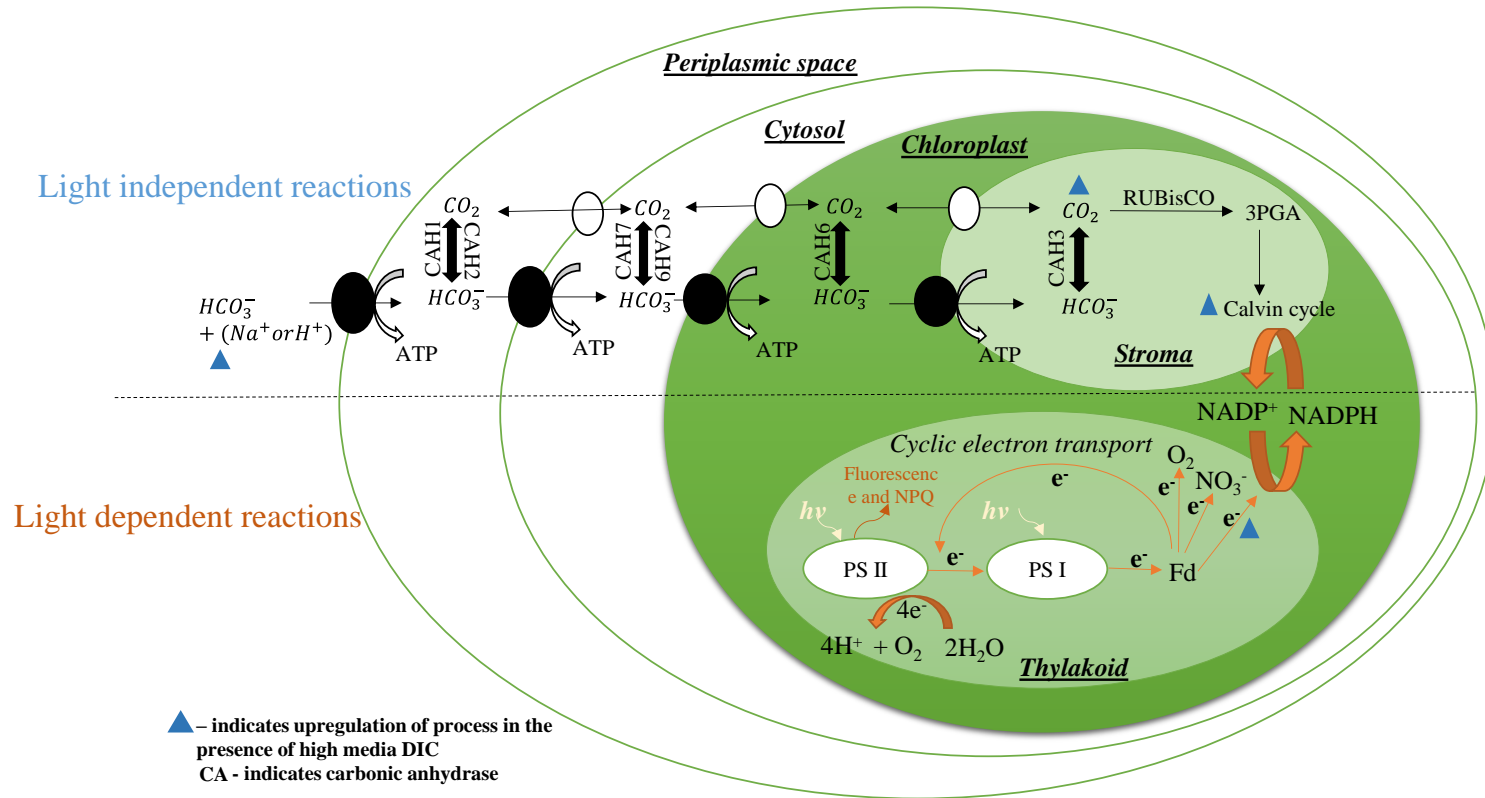 Periplasmic space
Cytosol
Chloroplast
Light independent reactions
CO₂
CO₂
CO₂
CO₂
RUBisCO
3PGA
CAH1
CAH2
CAH7
CAH9
CAH6
CAH3
HCO₃⁻
+ (Na⁺orH⁺)
HCO₃⁻
HCO₃⁻
HCO₃⁻
HCO₃⁻
Calvin cycle
ATP
ATP
ATP
ATP
Stroma
NADP⁺
NADPH
Light dependent reactions
Cyclic electron transport
Fluorescenc
e and NPQ
O₂
NO₃⁻
e⁻
e⁻
e⁻
e⁻
hv
hv
PS II
e⁻
PS I
e⁻
Fd
4e⁻
4H⁺ + O₂
2H₂O
Thylakoid
– indicates upregulation of process in the
presence of high media DIC
CA - indicates carbonic anhydrase